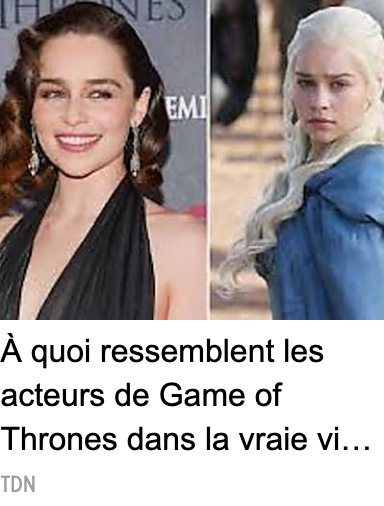 HRONES
EMI
À quoi ressemblent les
acteurs de Game of
Thrones dans la vraie vi…
TDN